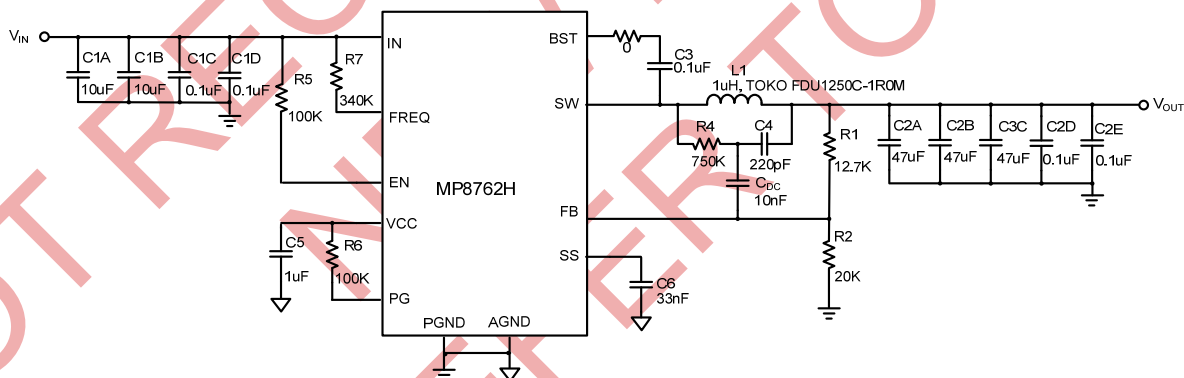 VIN
C1A
10uF
C1B
10uF
C1C
0.1uF
C1D
0.1uF
R5
100K
R7
340K
IN
FREQ
EN
VCC
PG
PGND
AGND
MP8762H
BST
SW
FB
SS
C5
1uF
R6
100K
0
C3
0.1uF
L1
1uH, TOKO FDU1250C-1R0M
R4
750K
C4
220pF
CDC
10nF
R1
12.7K
R2
20K
C6
33nF
C2A
47uF
C2B
47uF
C3C
47uF
C2D
0.1uF
C2E
0.1uF
VOUT